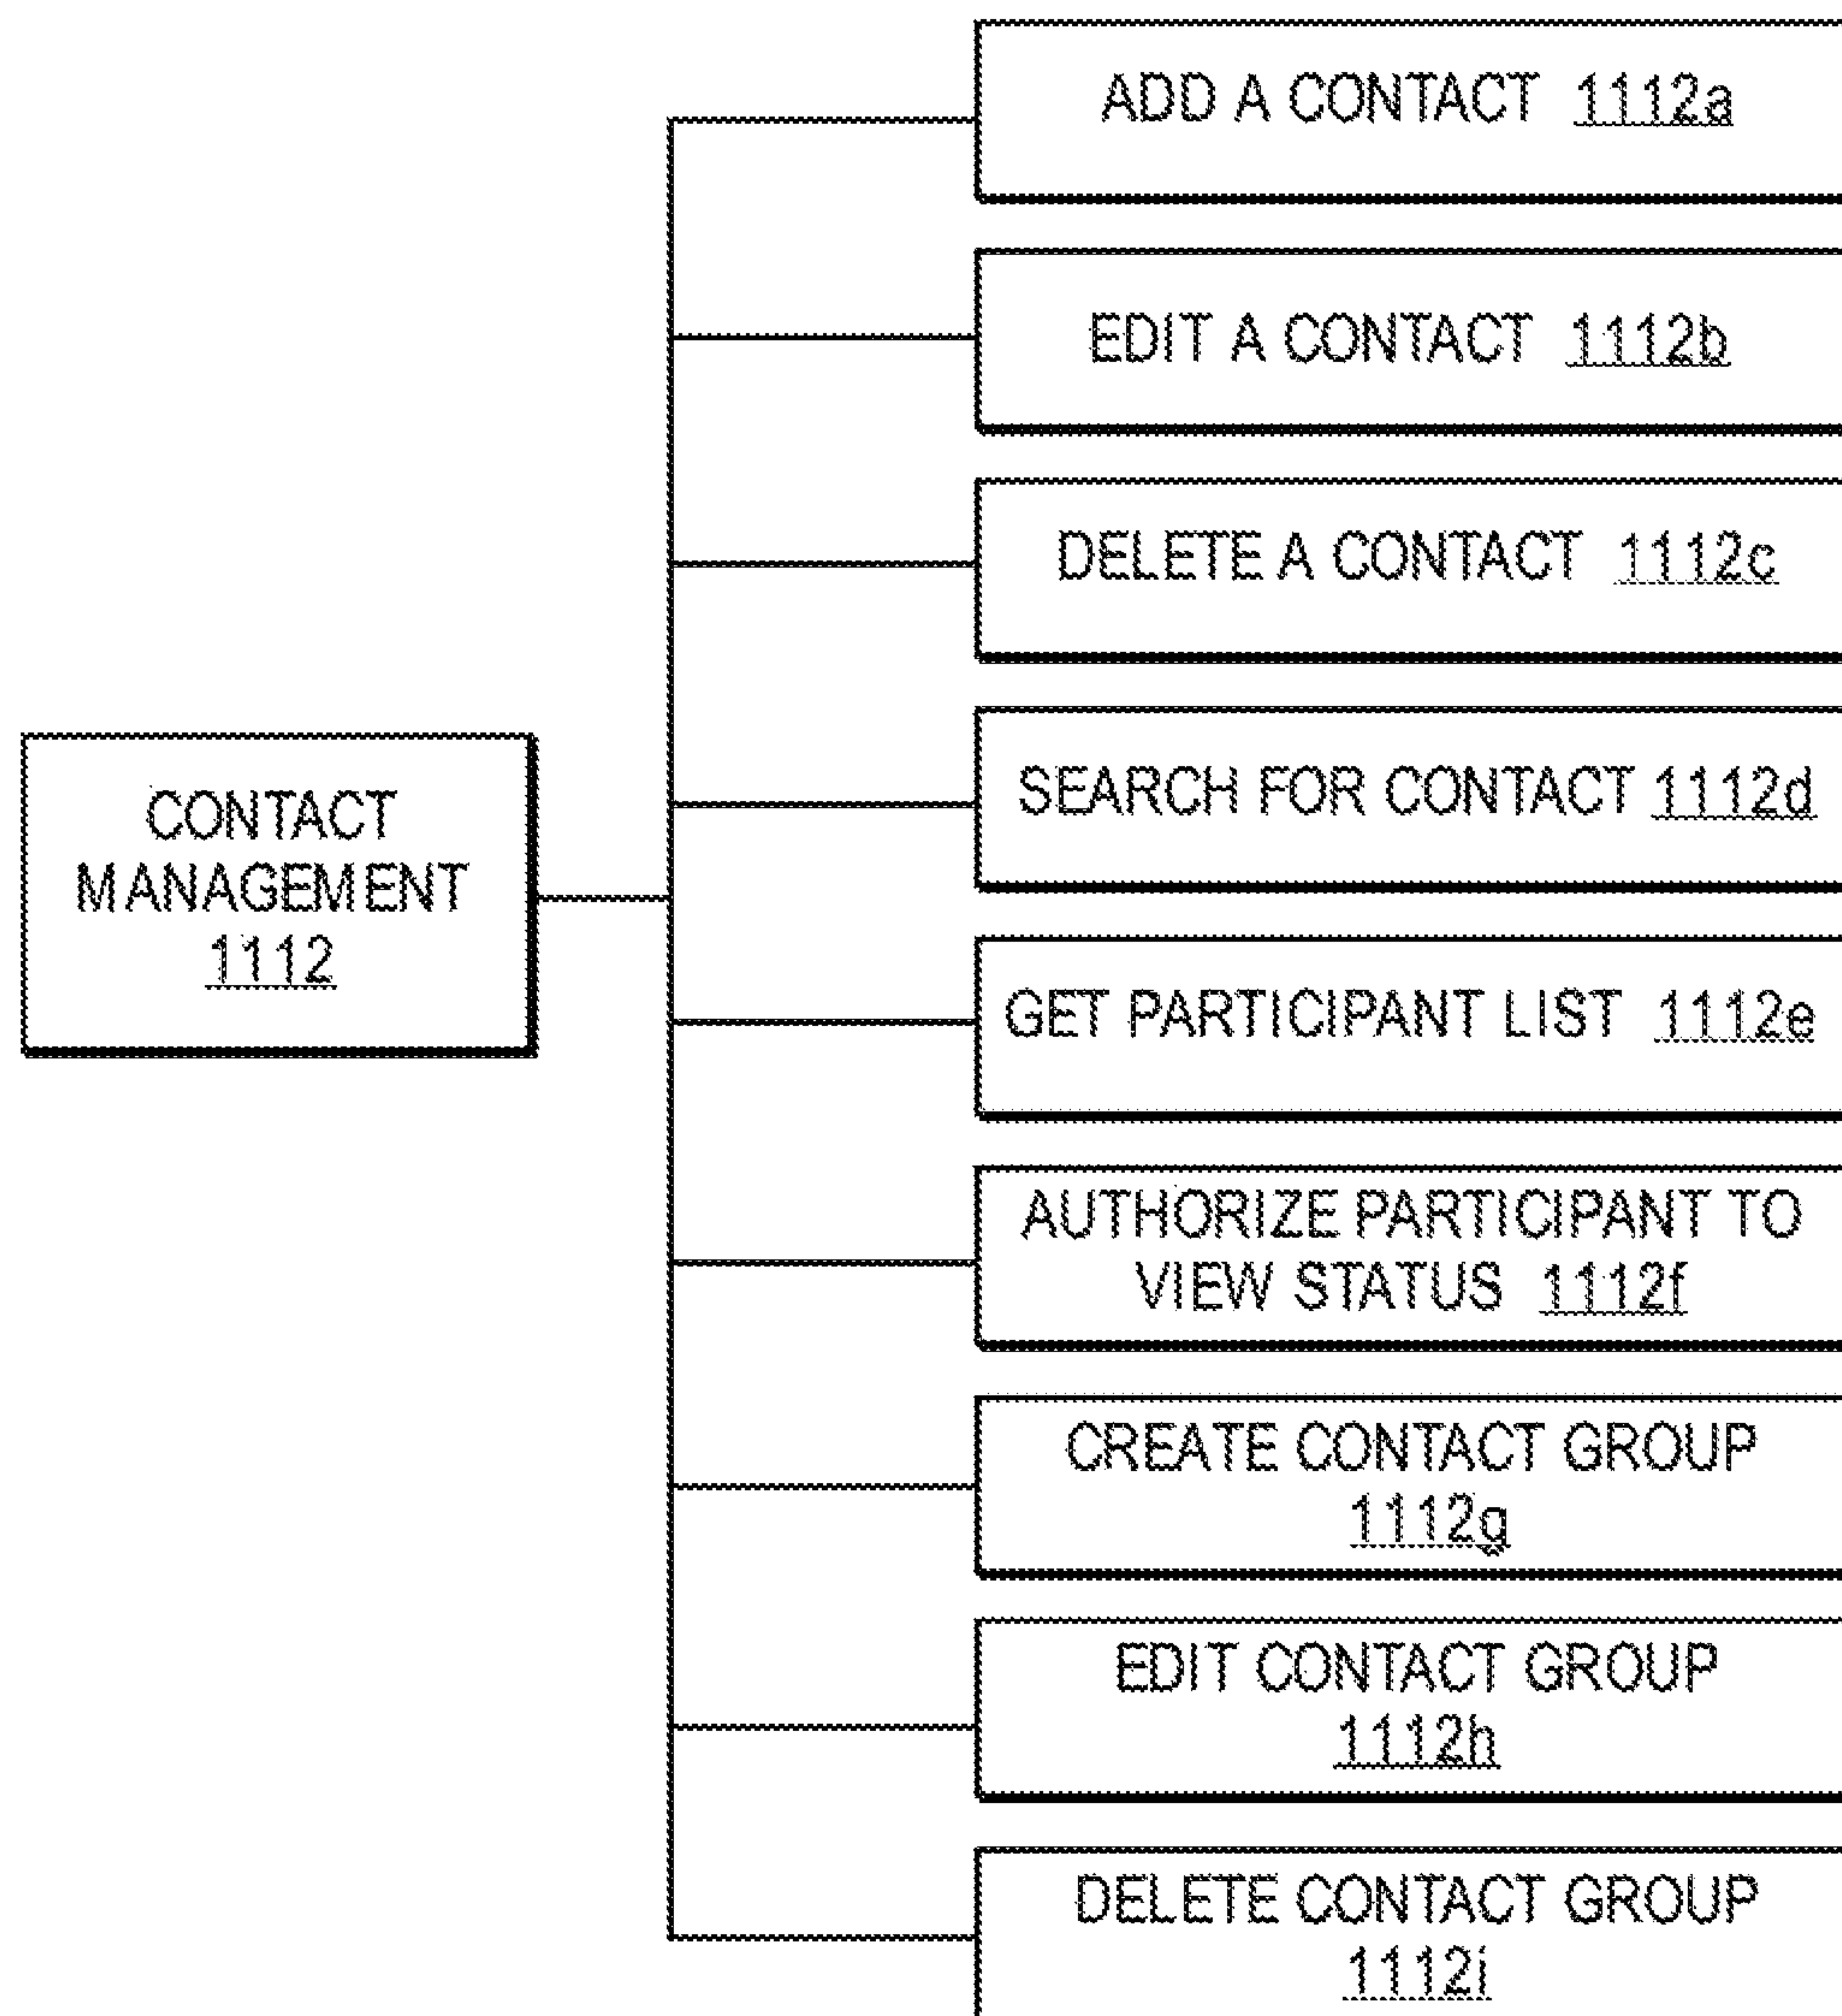 ADD A CONTACT 1112a
EDIT A CONTACT 1112b
DELETE A CONTACT 1112c
SEARCH FOR CONTACT 1112d
CONTACT
MANAGEMENT
1112
GET PARTICIPANT LIST 1112e
AUTHORIZE PARTICIPANT TO
VIEW STATUS 1112f
CREATE CONTACT GROUP
1112g
EDIT CONTACT GROUP
1112h
DELETE CONTACT GROUP
1112i